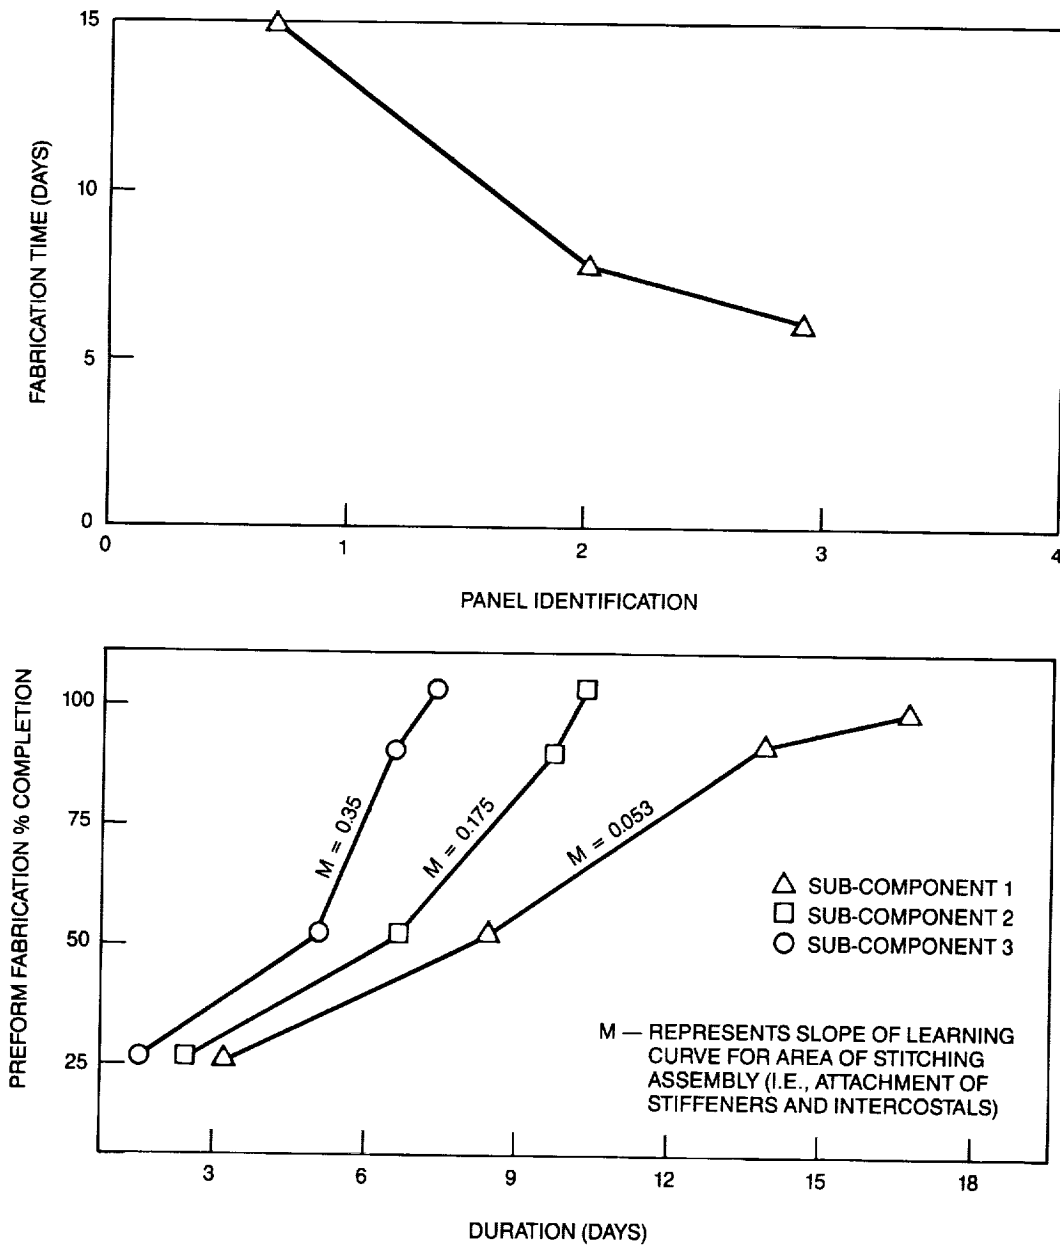 15
10
5
0
FABRICATION TIME (DAYS)
0 1 2 3 4
PANEL IDENTIFICATION
100
75
50
25
PREFORM FABRICATION % COMPLETION
M = 0.35
M = 0.175
M = 0.053
SUB-COMPONENT 1
SUB-COMPONENT 2
SUB-COMPONENT 3
M — REPRESENTS SLOPE OF LEARNING
CURVE FOR AREA OF STITCHING
ASSEMBLY (I.E., ATTACHMENT OF
STIFFENERS AND INTERCOSTALS)
3 6 9 12 15 18
DURATION (DAYS)